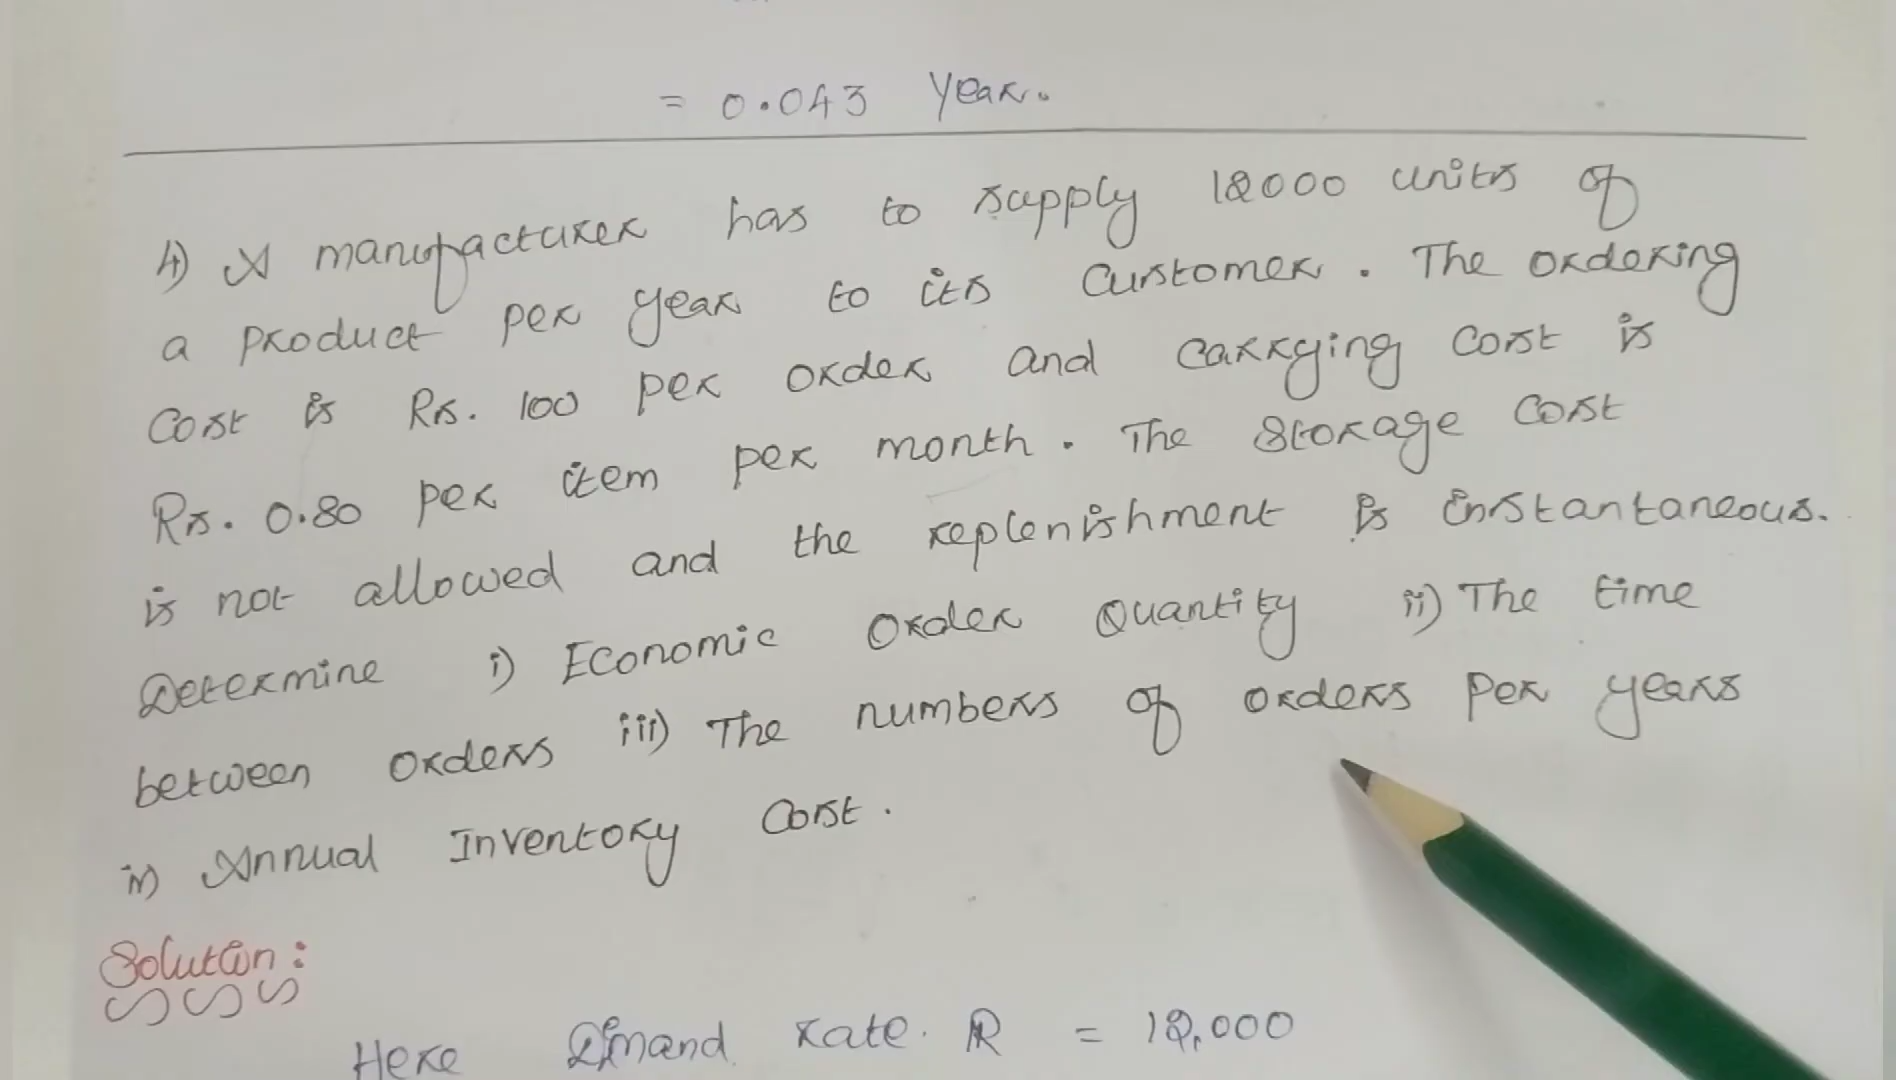 = 0.043 Year.
4) A manufacturer has to supply 12000 units of
a product per year to its customer. The ordering
cost is Rs. 100 per order and carrying cost is
Rs. 0.80 per item per month. The Storage cost
is not allowed and the replenishment is instantaneous.
Determine i) Economic Order Quantity ii) The time
between orders iii) The numbers of orders per years
iv) Annual Inventory Cost.
Solution:
Here Demand rate. R = 12,000